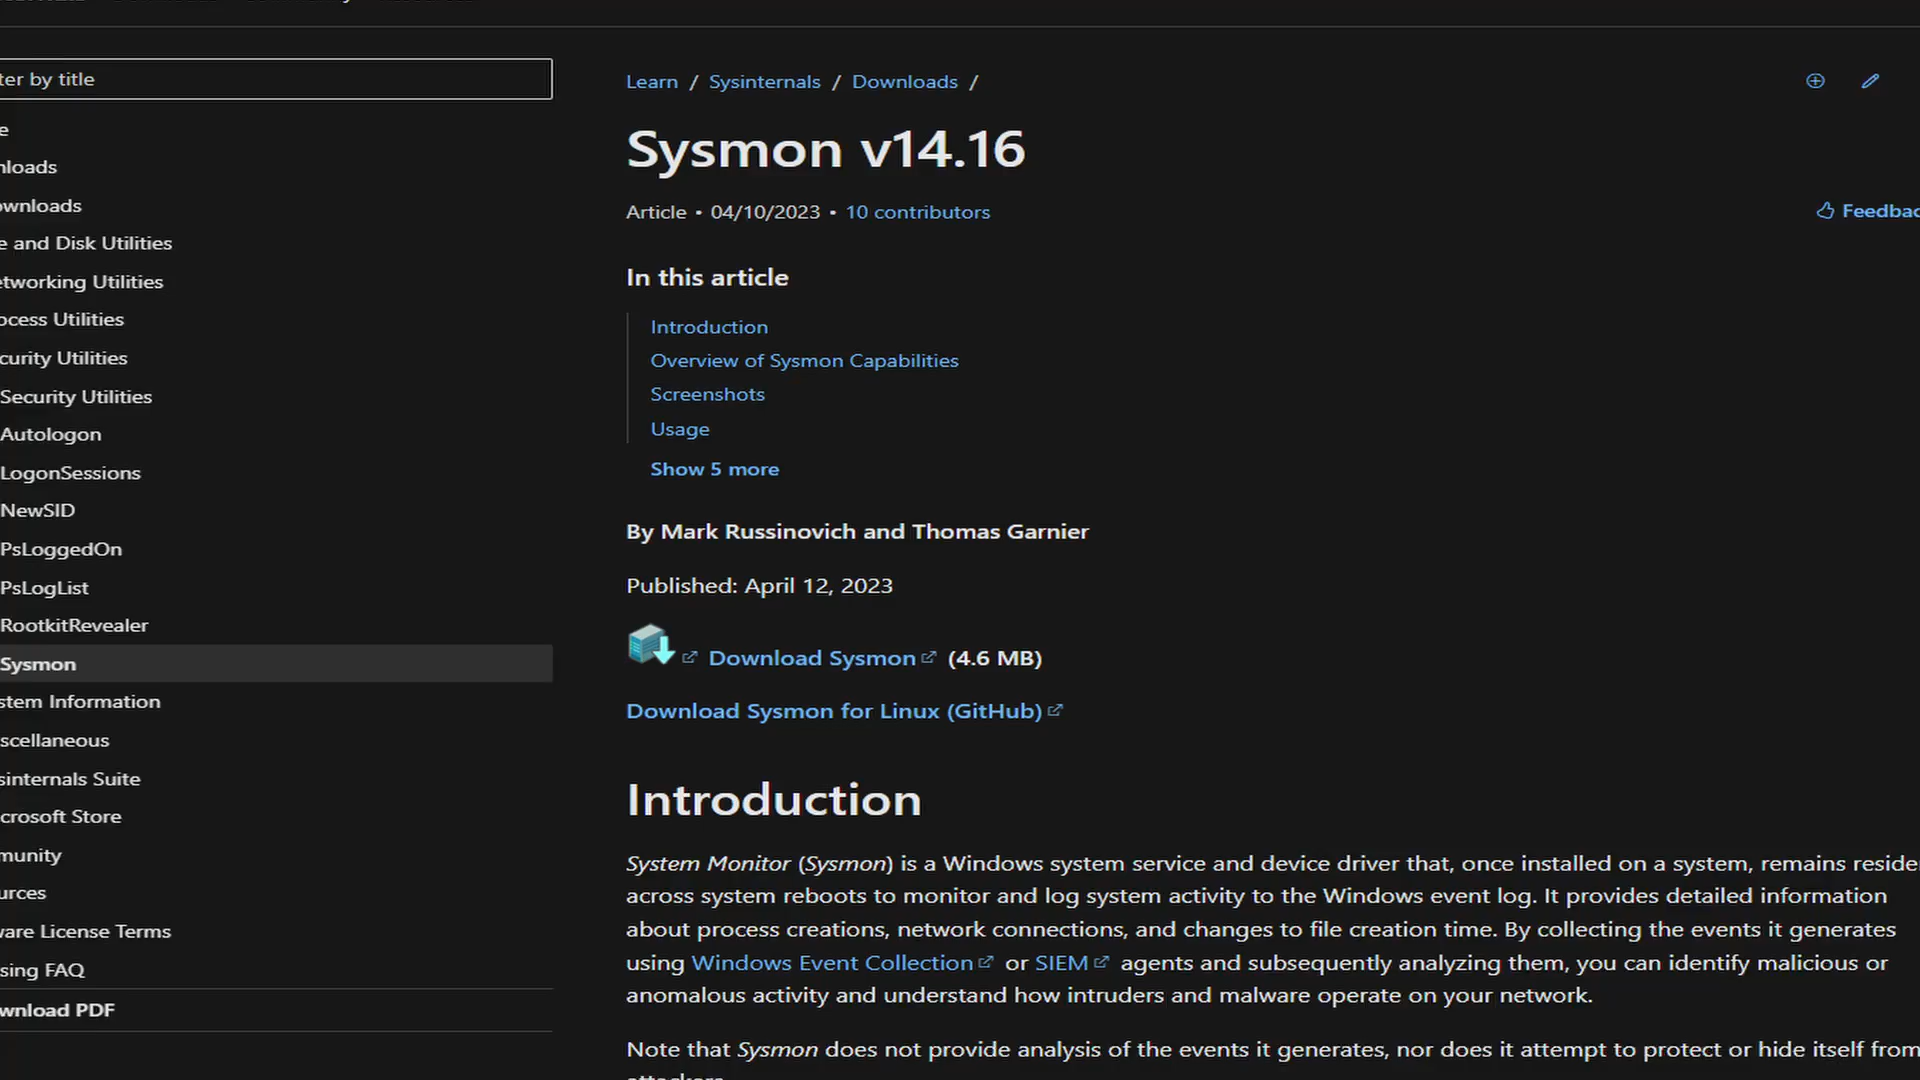 ter by title
e
nloads
ownloads
e and Disk Utilities
etworking Utilities
ocess Utilities
curity Utilities
Security Utilities
Autologon
LogonSessions
NewSID
PsLoggedOn
PsLogList
RootkitRevealer
Sysmon
stem Information
scellaneous
sinternals Suite
crosoft Store
munity
urces
ware License Terms
sing FAQ
wnload PDF
Learn / Sysinternals / Downloads /
Sysmon v14.16
Article • 04/10/2023 • 10 contributors
Feedbac
In this article
Introduction
Overview of Sysmon Capabilities
Screenshots
Usage
Show 5 more
By Mark Russinovich and Thomas Garnier
Published: April 12, 2023
Download Sysmon (4.6 MB)
Download Sysmon for Linux (GitHub)
Introduction
System Monitor (Sysmon) is a Windows system service and device driver that, once installed on a system, remains reside
across system reboots to monitor and log system activity to the Windows event log. It provides detailed information
about process creations, network connections, and changes to file creation time. By collecting the events it generates
using Windows Event Collection or SIEM agents and subsequently analyzing them, you can identify malicious or
anomalous activity and understand how intruders and malware operate on your network.
Note that Sysmon does not provide analysis of the events it generates, nor does it attempt to protect or hide itself from